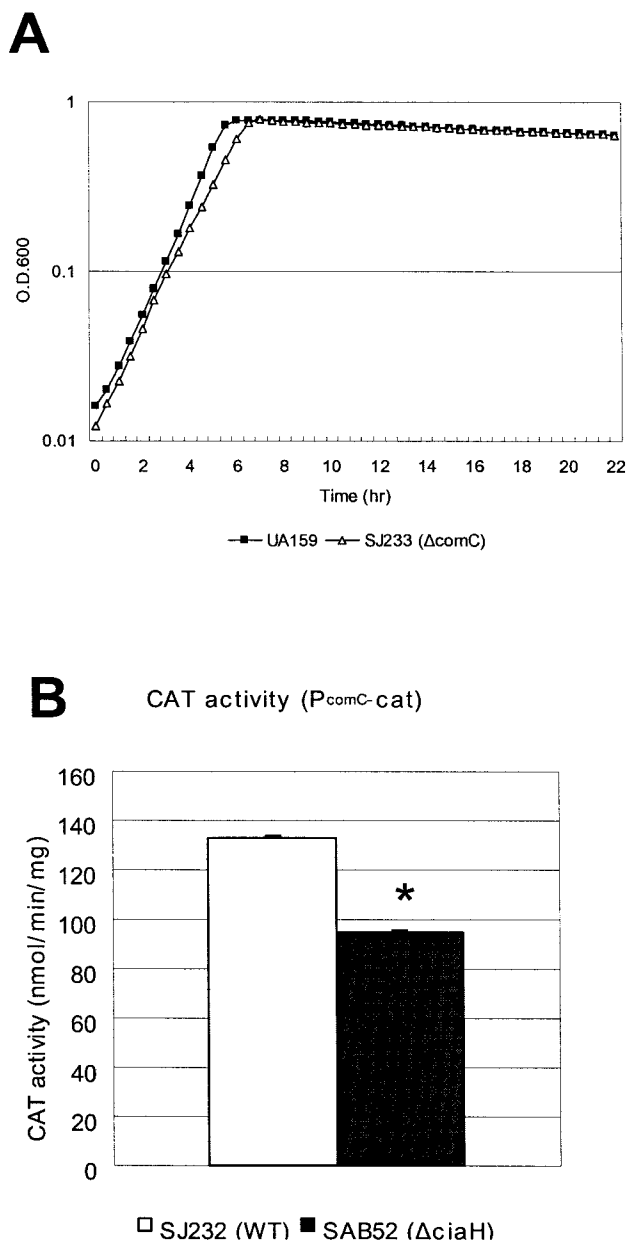 A
1
0.1
0.01
O.D.600
0 2 4 6 8 10 12 14 16 18 20 22
Time (hr)
UA159 SJ233 (ΔcomC)
B CAT activity (PcomC-cat)
160
140
120
100
80
60
40
20
0
CAT activity (nmol/min/mg)
*
SJ232 (WT) SAB52 (ΔciaH)